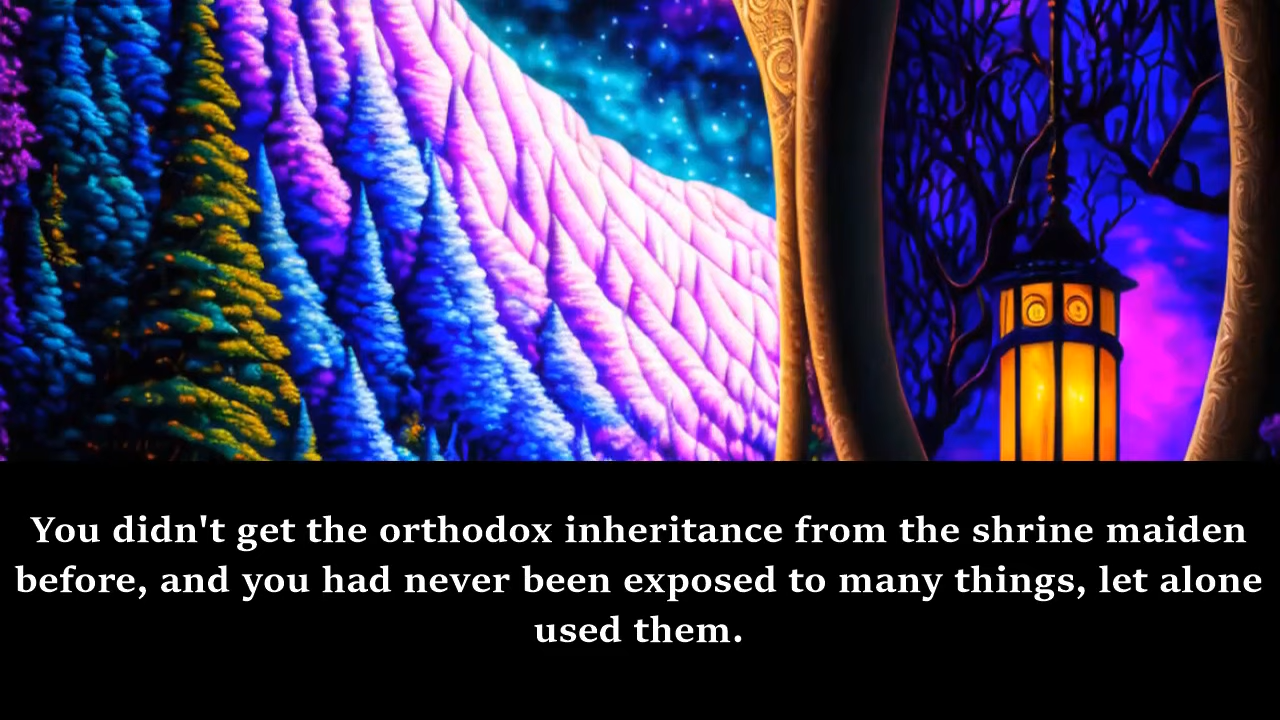 You didn't get the orthodox inheritance from the shrine maiden
before, and you had never been exposed to many things, let alone
used them.